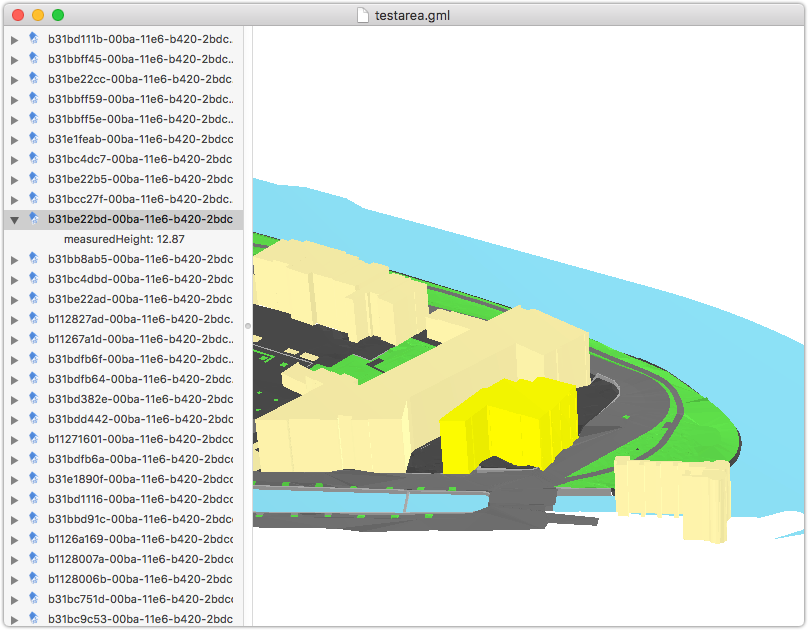 testarea.gml
b31bd111b-00ba-11e6-b420-2bdc..
b31bbff45-00ba-11e6-b420-2bdc..
b31be22cc-00ba-11e6-b420-2bdc.
b31bbff59-00ba-11e6-b420-2bdc..
b31bbff5e-00ba-11e6-b420-2bdc..
b31e1feab-00ba-11e6-b420-2bdcc
b31bc4dc7-00ba-11e6-b420-2bdc
b31be22b5-00ba-11e6-b420-2bdc
b31bcc27f-00ba-11e6-b420-2bdc..
b31be22bd-00ba-11e6-b420-2bdc
measuredHeight: 12.87
b31bb8ab5-00ba-11e6-b420-2bdc
b31bc4dbd-00ba-11e6-b420-2bdc
b31be22ad-00ba-11e6-b420-2bdc
b112827ad-00ba-11e6-b420-2bdc.
b11267a1d-00ba-11e6-b420-2bdc.
b31bdfb6f-00ba-11e6-b420-2bdc..
b31bdfb64-00ba-11e6-b420-2bdc.
b31bd382e-00ba-11e6-b420-2bdc
b31bdd442-00ba-11e6-b420-2bdc
b11271601-00ba-11e6-b420-2bdcc
b31bdfb6a-00ba-11e6-b420-2bdc.
b31e1890f-00ba-11e6-b420-2bdcc
b31bd1116-00ba-11e6-b420-2bdcc
b31bbd91c-00ba-11e6-b420-2bdc
b1126a169-00ba-11e6-b420-2bdcc
b1128007a-00ba-11e6-b420-2bdc
b1128006b-00ba-11e6-b420-2bdc
b31bc751d-00ba-11e6-b420-2bdc
b31bc9c53-00ba-11e6-b420-2bdc